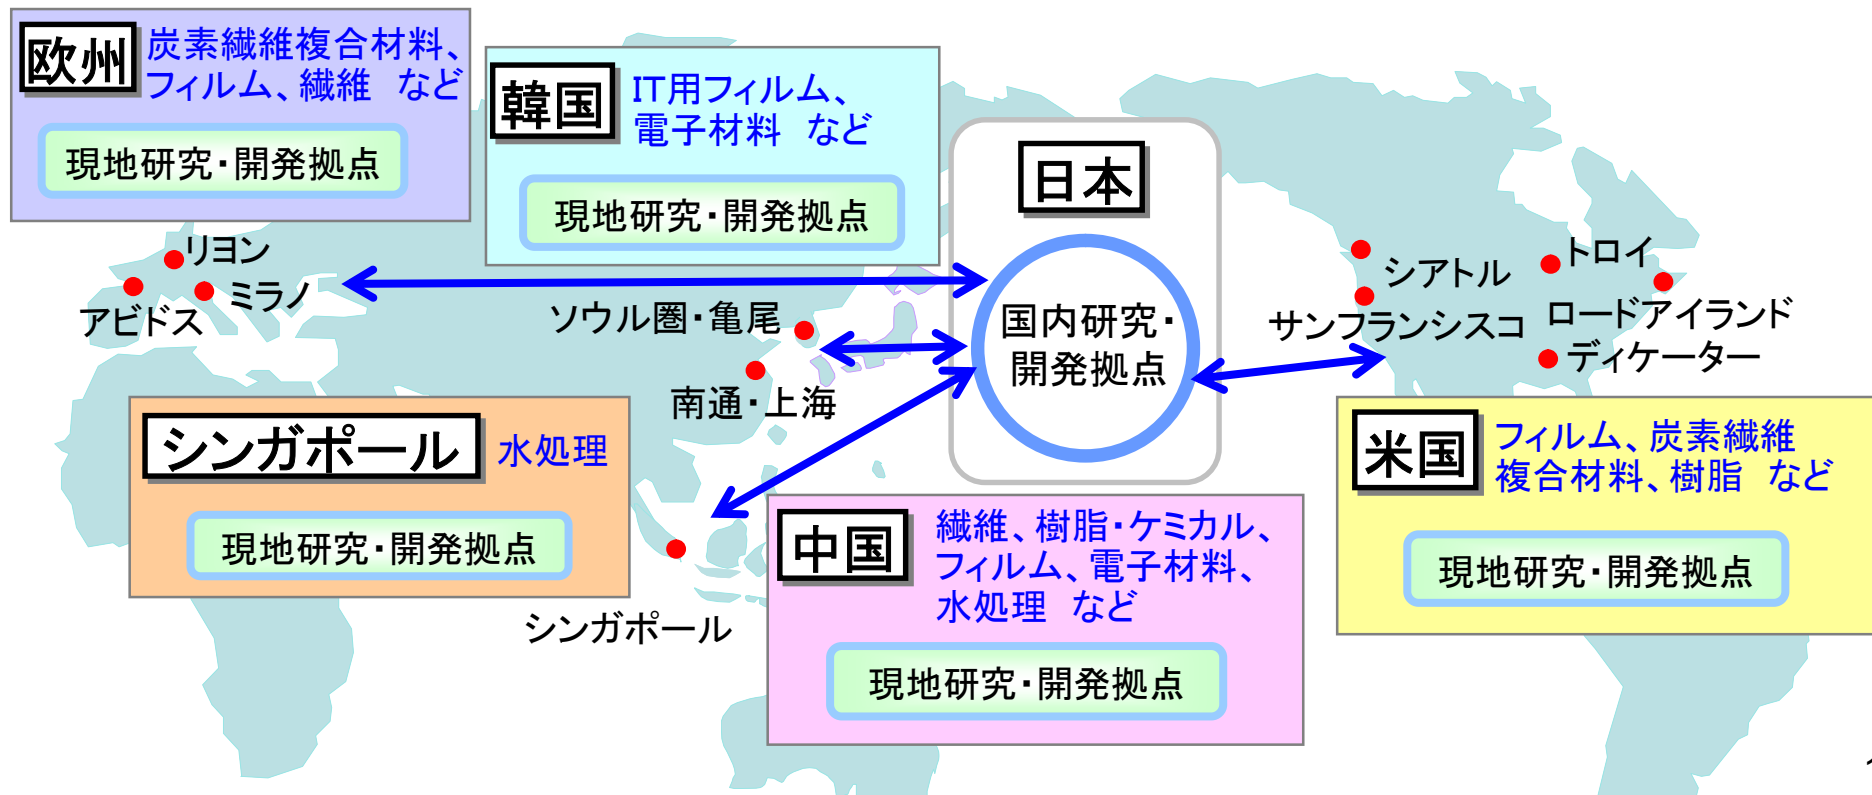 欧州
炭素繊維複合材料、
フィルム、繊維　など
現地研究・開発拠点
韓国
IT用フィルム、
電子材料　など
現地研究・開発拠点
日本
国内研究・
開発拠点
リヨン
アビドス
ミラノ
ソウル圏・亀尾
南通・上海
シアトル
サンフランシスコ
トロイ
ロードアイランド
ディケーター
シンガポール
水処理
現地研究・開発拠点
シンガポール
中国
繊維、樹脂・ケミカル、
フィルム、電子材料、
水処理　など
現地研究・開発拠点
米国
フィルム、炭素繊維
複合材料、樹脂　など
現地研究・開発拠点